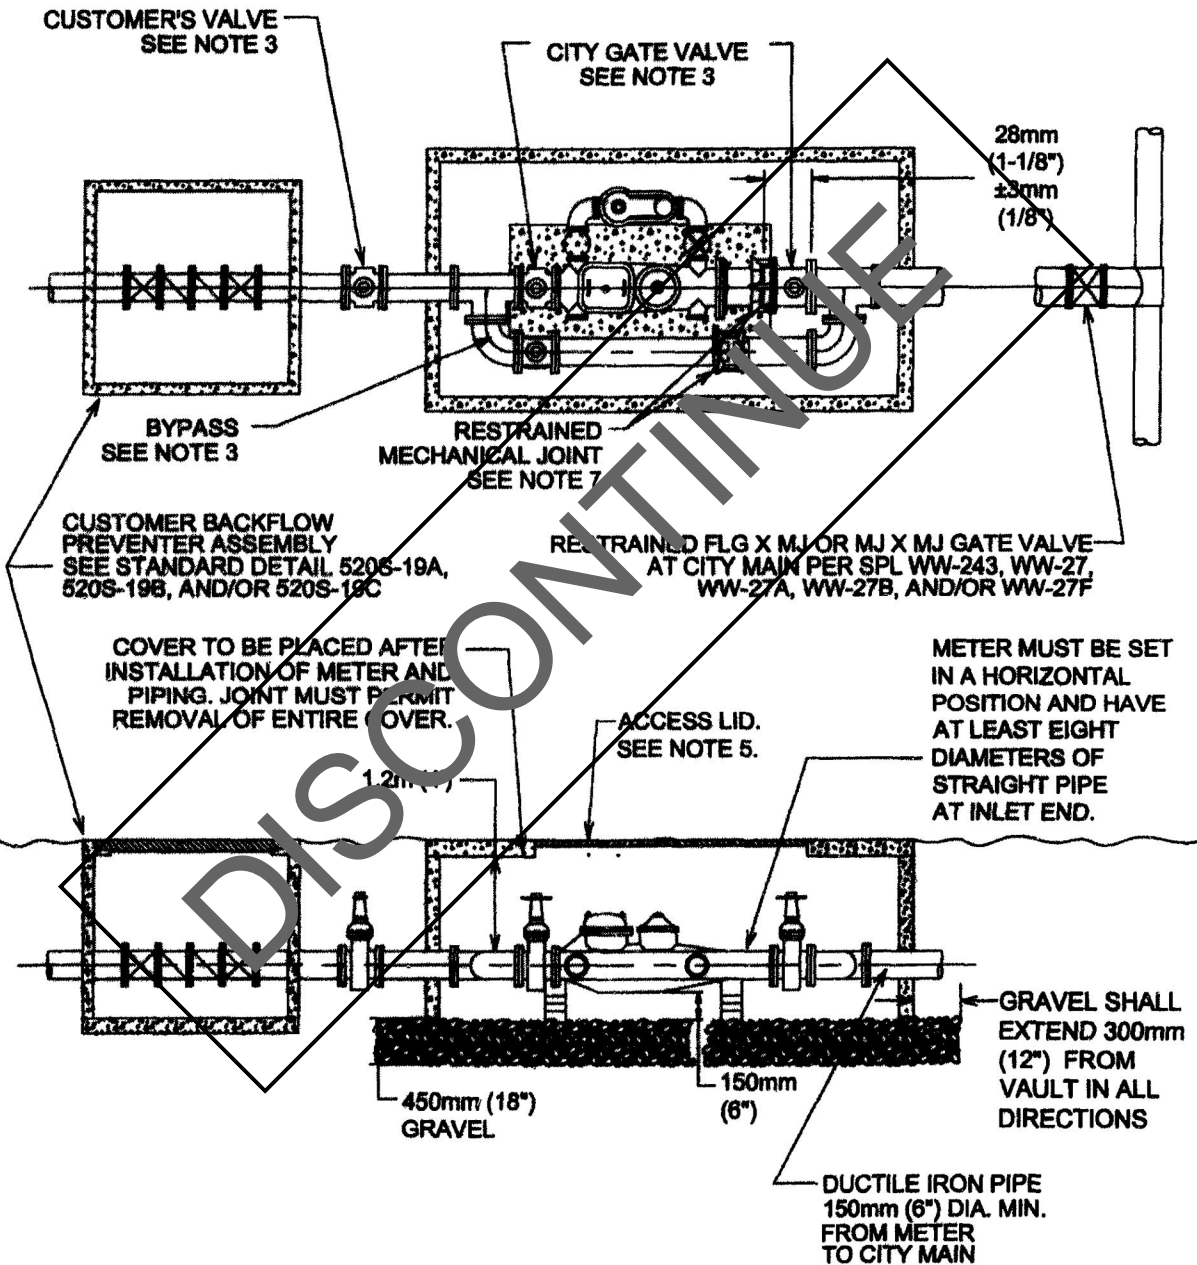 CUSTOMER'S VALVE
SEE NOTE 3
CITY GATE VALVE
SEE NOTE 3
28mm
(1-1/8")
±3mm
(1/8")
BYPASS
SEE NOTE 3
RESTRAINED
MECHANICAL JOINT
SEE NOTE 7
CUSTOMER BACKFLOW
PREVENTER ASSEMBLY
SEE STANDARD DETAIL 520S-19A,
520S-19B, AND/OR 520S-19C
RESTRAINED FLG X MJ OR MJ X MJ GATE VALVE
AT CITY MAIN PER SPL WW-243, WW-27,
WW-27A, WW-27B, AND/OR WW-27F
COVER TO BE PLACED AFTER
INSTALLATION OF METER AND
PIPING. JOINT MUST PERMIT
REMOVAL OF ENTIRE COVER.
ACCESS LID.
SEE NOTE 5.
METER MUST BE SET
IN A HORIZONTAL
POSITION AND HAVE
AT LEAST EIGHT
DIAMETERS OF
STRAIGHT PIPE
AT INLET END.
1.2m
DISCONTINUE
GRAVEL SHALL
EXTEND 300mm
(12") FROM
VAULT IN ALL
DIRECTIONS
450mm (18")
GRAVEL
150mm
(6")
DUCTILE IRON PIPE
150mm (6") DIA. MIN.
FROM METER
TO CITY MAIN